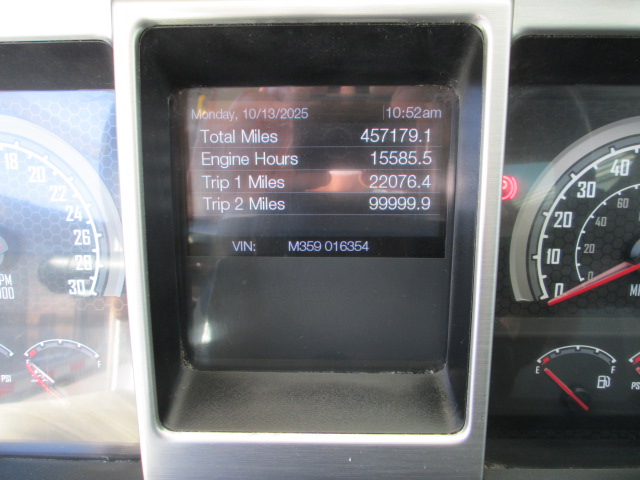 Monday, 10/13/2025 10:52am
Total Miles 457179.1
Engine Hours 15585.5
Trip 1 Miles 22076.4
Trip 2 Miles 99999.9
VIN: M359 016354
18
20
24
26
28
30
PSI
F
40
30
20
10
0
40
20
0
E F